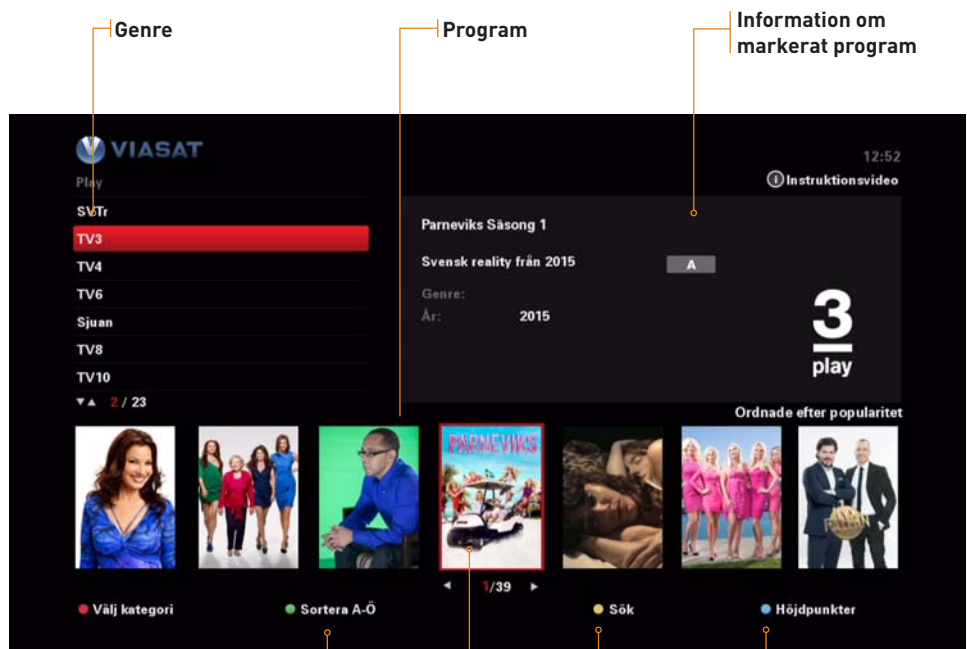 Genre
Program
Information om
markerat program
VIASAT
12:52
Play
Instruktionsvideo
SVTr
TV3
TV4
TV6
Sjuan
TV8
TV10
2 / 23
Parneviks Säsong 1
Svensk reality från 2015
A
Genre:
År: 2015
3
play
Ordnade efter popularitet
PARNEVIKS
1/39
Välj kategori
Sortera A-Ö
Sök
Höjdpunkter